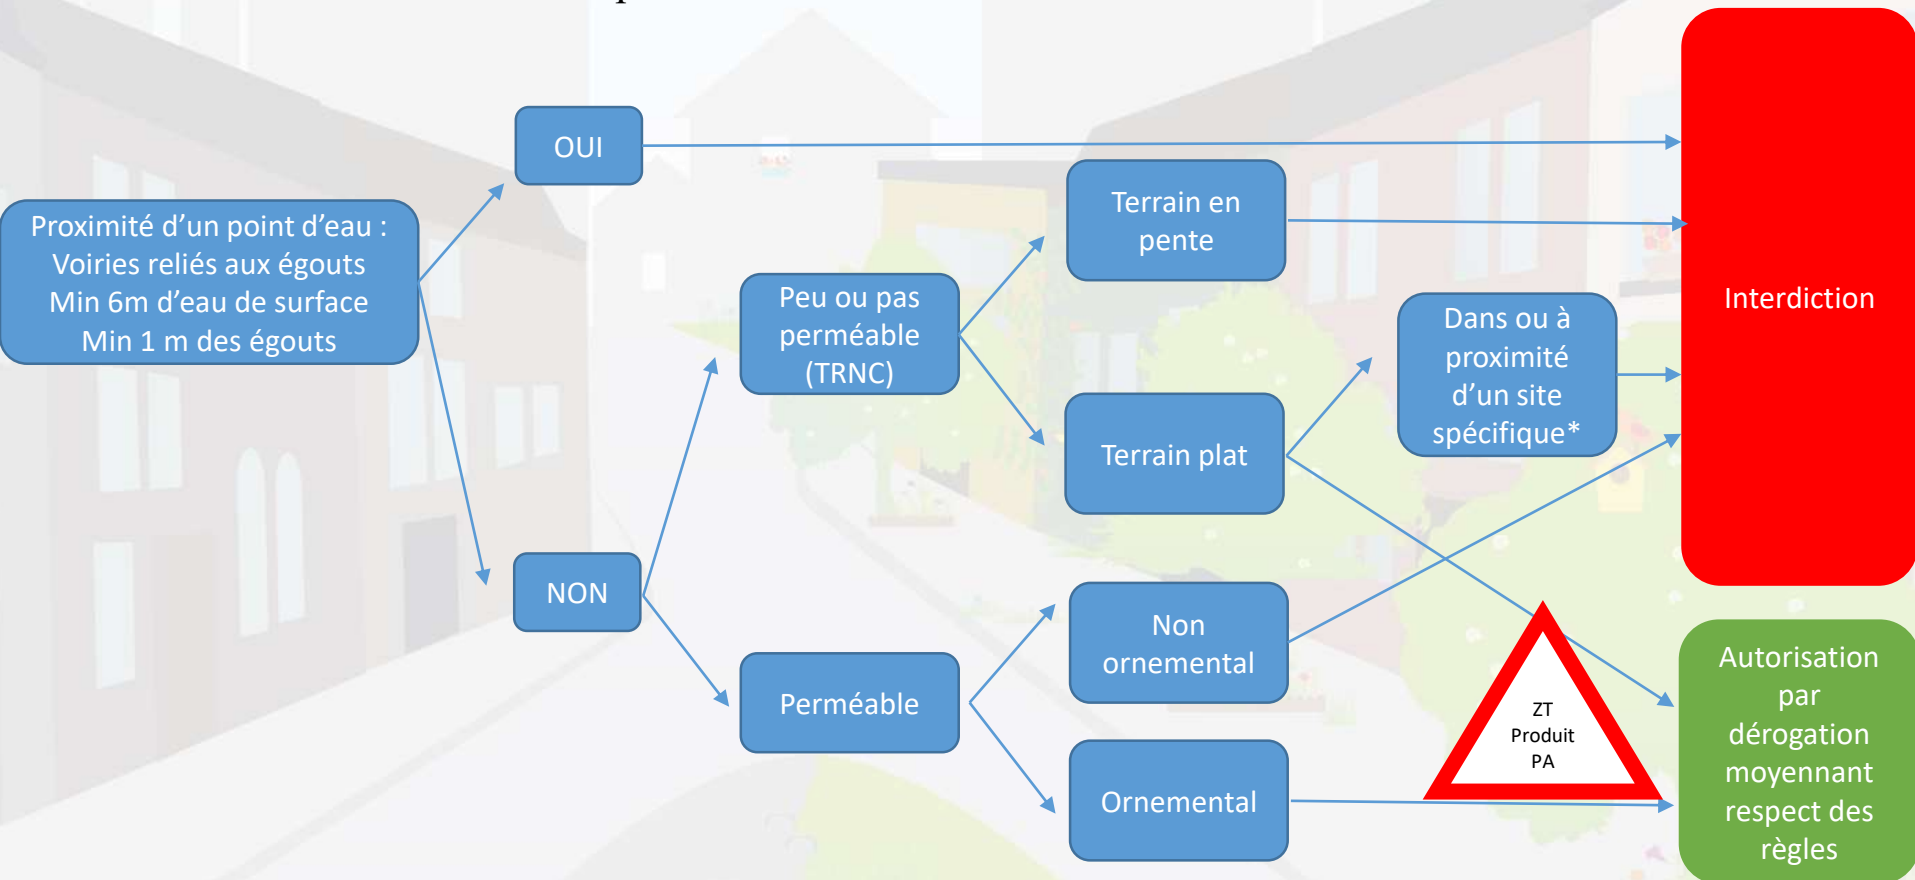 OUI
Proximité d’un point d’eau :
Voiries reliés aux égouts
Min 6m d’eau de surface
Min 1 m des égouts
NON
Peu ou pas
perméable
(TRNC)
Perméable
Terrain en
pente
Terrain plat
Non
ornemental
Ornemental
Dans ou à
proximité
d’un site
spécifique*
ZT
Produit
PA
Interdiction
Autorisation
par
dérogation
moyennant
respect des
règles